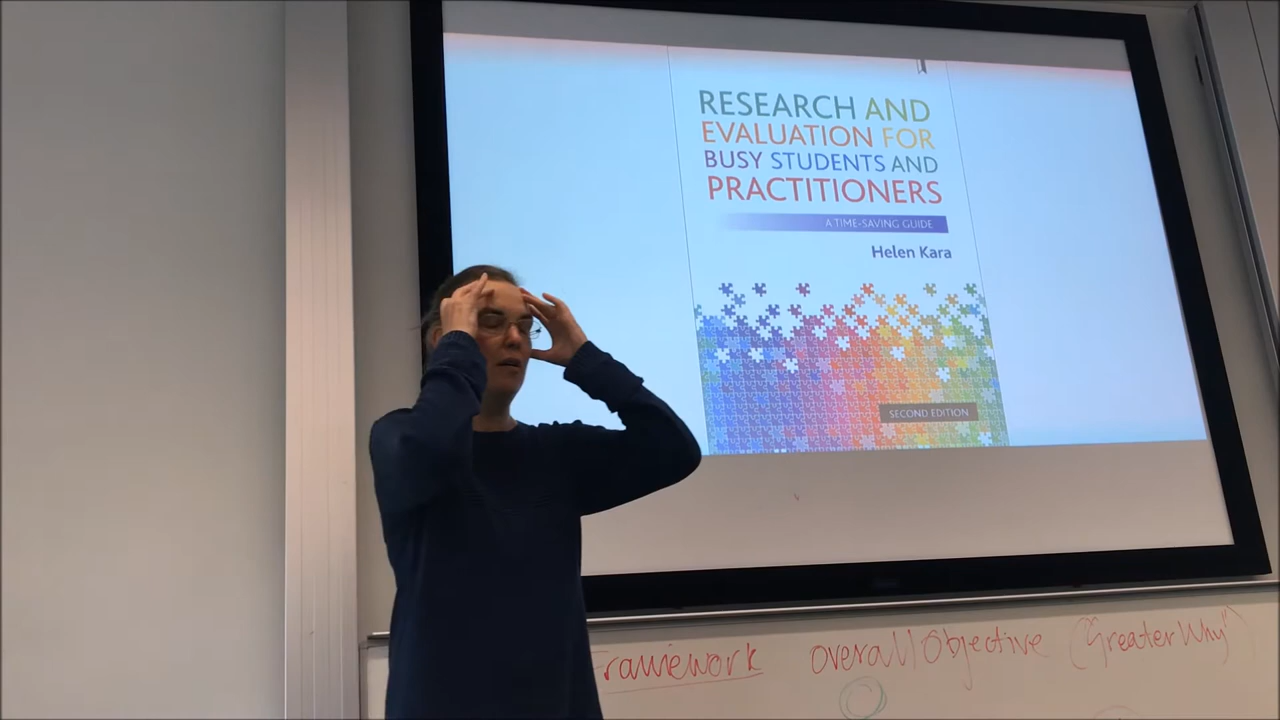 RESEARCH AND
EVALUATION FOR
BUSY STUDENTS AND
PRACTITIONERS
A TIME-SAVING GUIDE
Helen Kara
SECOND EDITION
Framework overall Objective ("Greater Why")